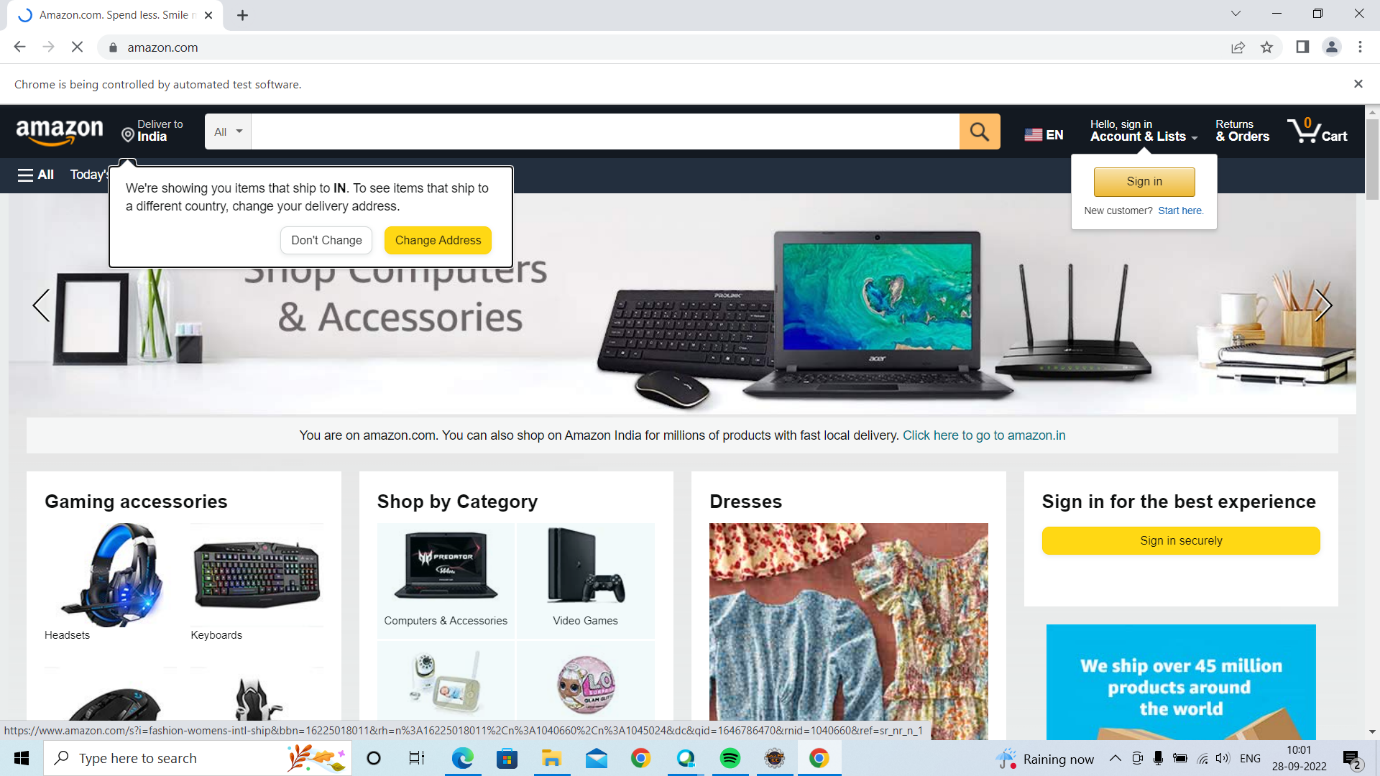 Amazon.com. Spend less. Smile
amazon.com
Chrome is being controlled by automated test software.
amazon
Deliver to
India
All
EN
Hello, sign in
Account & Lists
Returns
& Orders
0
Cart
All
Today's
We're showing you items that ship to IN. To see items that ship to
a different country, change your delivery address.
Don't Change
Change Address
Sign in
New customer? Start here.
Shop Computers
& Accessories
PROLINK
acer
You are on amazon.com. You can also shop on Amazon India for millions of products with fast local delivery. Click here to go to amazon.in
Gaming accessories
Headsets
Keyboards
Shop by Category
PREDATOR
Computers & Accessories
Video Games
Dresses
Sign in for the best experience
Sign in securely
We ship over 45 million
products around
the world
https://www.amazon.com/s?i=fashion-womens-intl-ship&bbn=16225018011&rh=n%3A16225018011%2Cn%3A1040660%2Cn%3A1045024&dc&qid=1646786470&rnid=1040660&ref=sr_nr_n_1
Type here to search
Raining now
ENG
10:01
28-09-2022
2